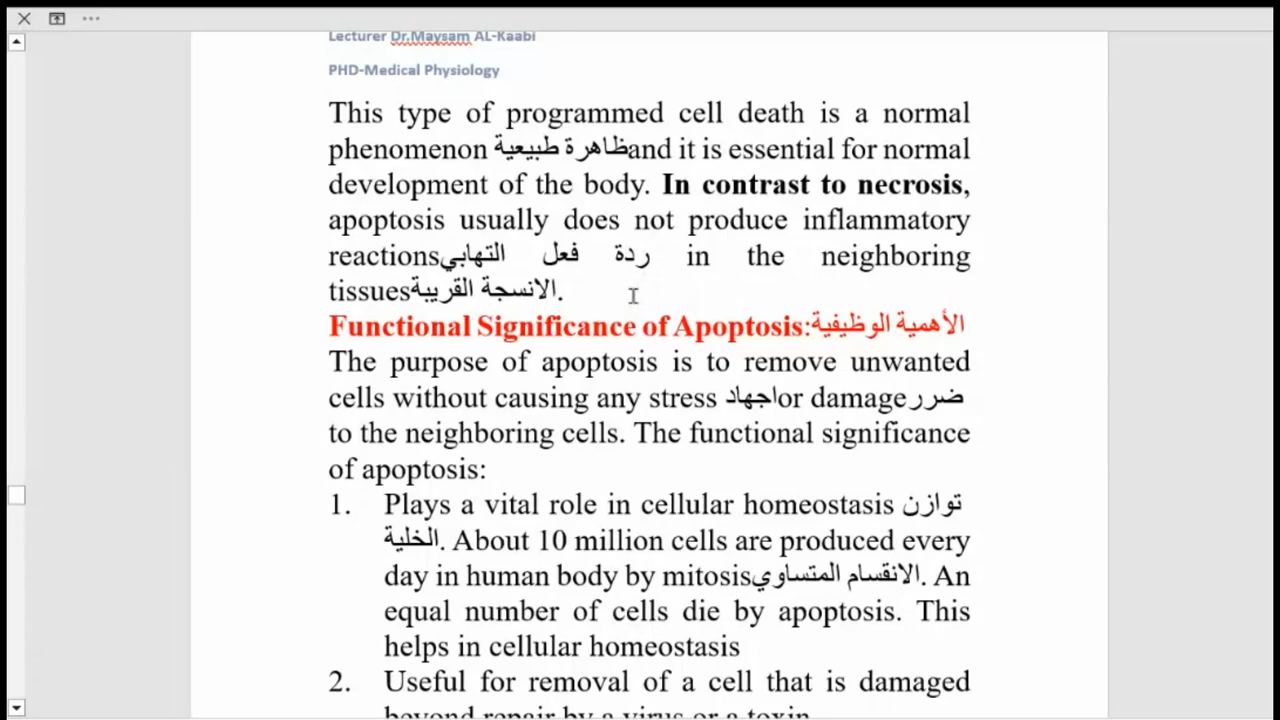 Lecturer Dr.Maysam AL-Kaabi
PHD-Medical Physiology
This type of programmed cell death is a normal
phenomenon ظاهرة طبيعيةand it is essential for normal
development of the body. In contrast to necrosis,
apoptosis usually does not produce inflammatory
reactionsردة فعل التهابي in the neighboring
tissuesالانسجة القريبة.
Functional Significance of Apoptosis:الأهمية الوظيفية
The purpose of apoptosis is to remove unwanted
cells without causing any stress اجهادor damageضرر
to the neighboring cells. The functional significance
of apoptosis:
1. Plays a vital role in cellular homeostasis توازن
الخلية. About 10 million cells are produced every
day in human body by mitosisالانقسام المتساوي. An
equal number of cells die by apoptosis. This
helps in cellular homeostasis
2. Useful for removal of a cell that is damaged
beyond repair by a virus or a toxin